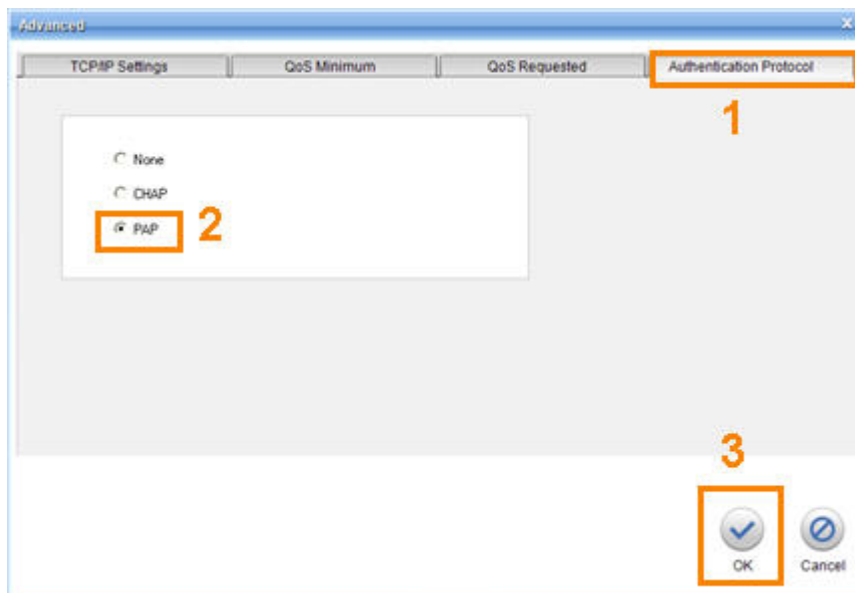 Advanced
TCP/IP Settings
QoS Minimum
QoS Requested
Authentication Protocol
1
None
CHAP
PAP
2
3
OK
Cancel